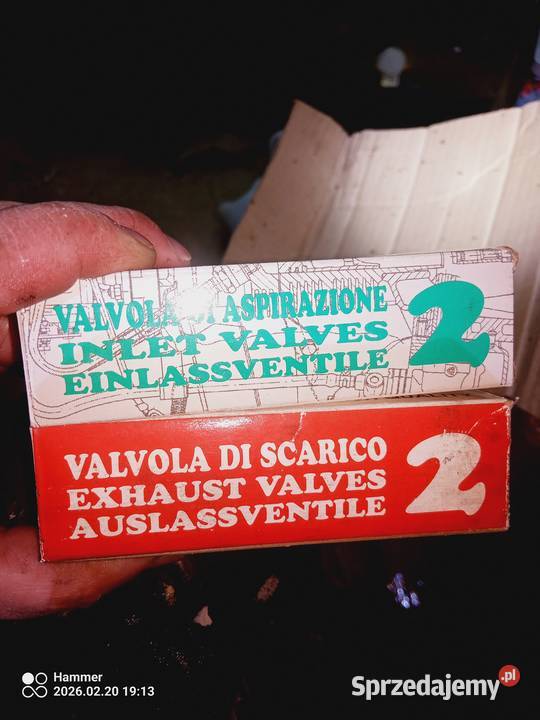 VALVOLA DI ASPIRAZIONE
INLET VALVES
EINLASSVENTILE
2
VALVOLA DI SCARICO
EXHAUST VALVES
AUSLASSVENTILE
2
Hammer
2026.02.20 19:13
Sprzedajemy.pl